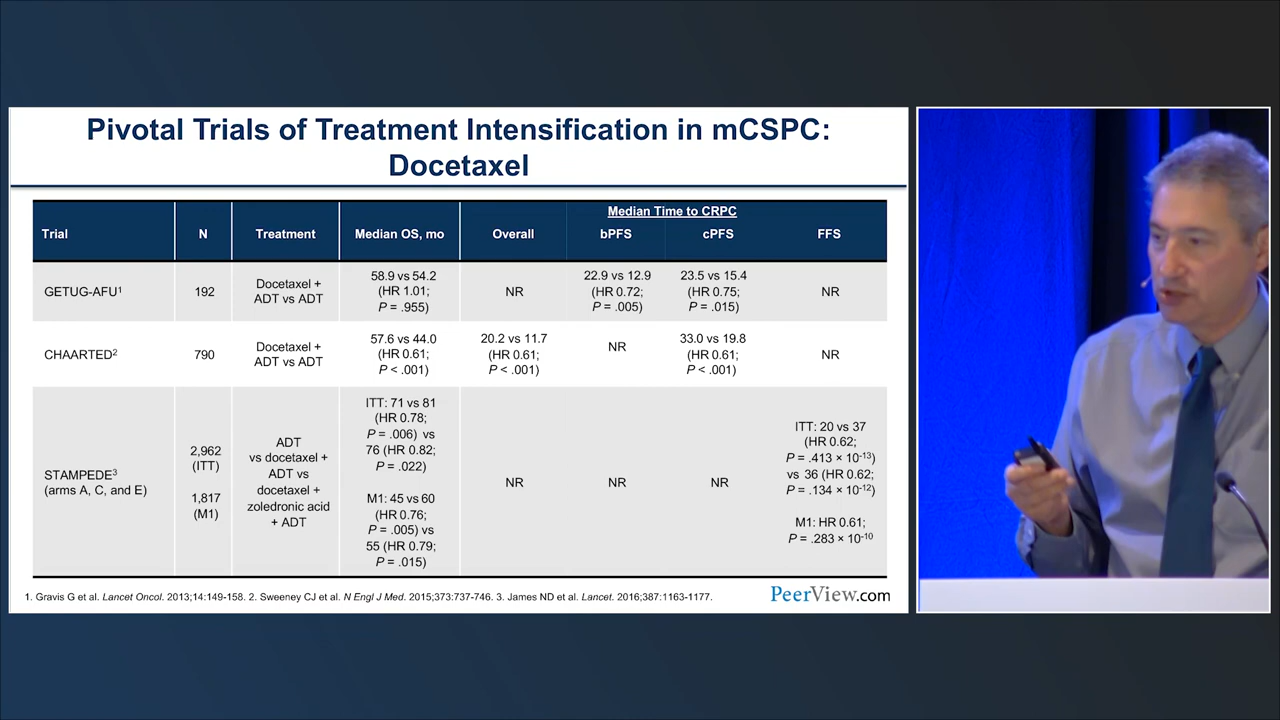 Pivotal Trials of Treatment Intensification in mCSPC:
Docetaxel
Median Time to CRPC
Trial
N
Treatment
Median OS, mo
Overall
bPFS
cPFS
FFS
GETUG-AFU¹
192
Docetaxel +
ADT vs ADT
58.9 vs 54.2
(HR 1.01;
P = .955)
NR
22.9 vs 12.9
(HR 0.72;
P = .005)
23.5 vs 15.4
(HR 0.75;
P = .015)
NR
CHAARTED²
790
Docetaxel +
ADT vs ADT
57.6 vs 44.0
(HR 0.61;
P < .001)
20.2 vs 11.7
(HR 0.61;
P < .001)
NR
33.0 vs 19.8
(HR 0.61;
P < .001)
NR
STAMPEDE³
(arms A, C, and E)
2,962
(ITT)
1,817
(M1)
ADT
vs docetaxel +
ADT vs
docetaxel +
zoledronic acid
+ ADT
ITT: 71 vs 81
(HR 0.78;
P = .006) vs
76 (HR 0.82;
P = .022)
M1: 45 vs 60
(HR 0.76;
P = .005) vs
55 (HR 0.79;
P = .015)
NR
NR
NR
ITT: 20 vs 37
(HR 0.62;
P = .413 × 10⁻¹³)
vs 36 (HR 0.62;
P = .134 × 10⁻¹²)
M1: HR 0.61;
P = .283 × 10⁻¹⁰
1. Gravis G et al. Lancet Oncol. 2013;14:149-158. 2. Sweeney CJ et al. N Engl J Med. 2015;373:737-746. 3. James ND et al. Lancet. 2016;387:1163-1177.
PeerView.com